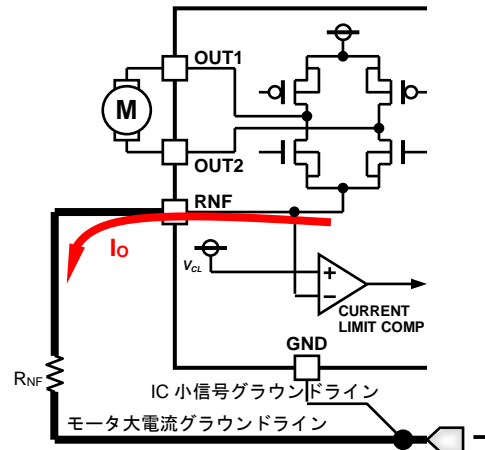 OUT1
M
OUT2
RNF
IO
VCL
+
−
CURRENT
LIMIT COMP
GND
RNF
IC 小信号グラウンドライン
モータ大電流グラウンドライン
−